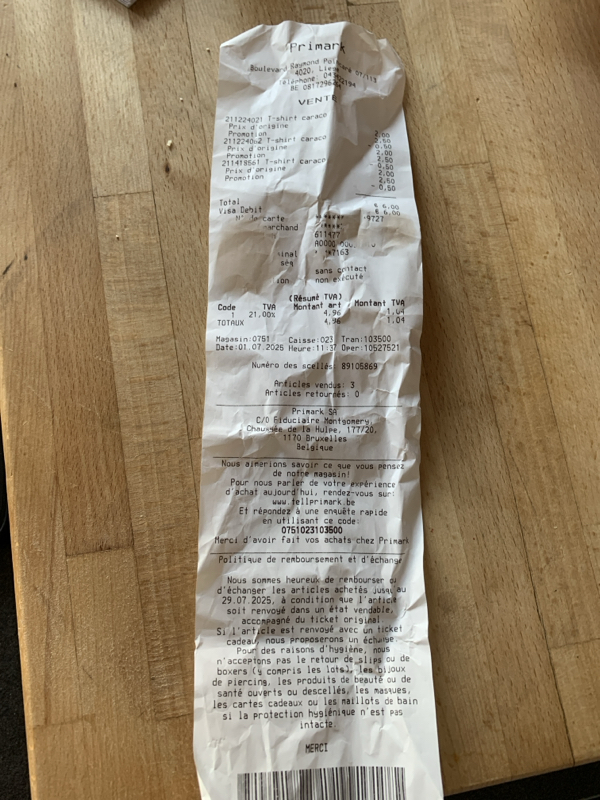 Primark
Boulevard Raymond Poincaré 07/113
4020, Liege
Téléphone
VENTE
211224021 T-shirt caraco 2,00
Prix d'origine 2,50
Promotion - 0,50
211224062 T-shirt caraco 2,00
Prix d'origine 2,50
Promotion - 0,50
211418561 T-shirt caraco 2,00
Prix d'origine 2,50
Promotion - 0,50
Total € 6,00
Visa Debit € 6,00
carte 9727
marchand
611477
sans contact
non exécuté
(Résumé TVA)
Code TVA Montant art Montant TVA
1 21,00% 4,96 1,04
TOTAUX 4,96 1,04
Magasin:0751 Caisse:023 Tran:103500
Date:01.07.2025 Heure:11:37 Oper:10527521
Numéro des scellés: 89105869
Articles vendus: 3
Articles retournés: 0
Primark SA
C/O Fiduciaire Montgomery,
Chaussée de la Hulpe, 177/20,
1170 Bruxelles
Belgique
Nous aimerions savoir ce que vous pensez
de notre magasin!
Pour nous parler de votre expérience
d'achat aujourd'hui, rendez-vous sur:
www.tellprimark.be
Et répondez à une enquête rapide
en utilisant ce code:
0751023103500
Merci d'avoir fait vos achats chez Primark
Politique de remboursement et d'échange
Nous sommes heureux de rembourser ou
d'échanger les articles achetés jusqu'au
29.07.2025, à condition que l'article
soit renvoyé dans un état vendable,
accompagné du ticket original
Si l'article est renvoyé avec un ticket
cadeau, nous proposerons un échange.
Pour des raisons d'hygiène, nous
n'acceptons pas le retour de slips ou de
boxers (y compris les lots), les bijoux
de piercing, les produits de beauté ou de
santé ouverts ou descellés, les masques,
les cartes cadeaux ou les maillots de bain
si la protection hygiénique n'est pas
intacte.
MERCI